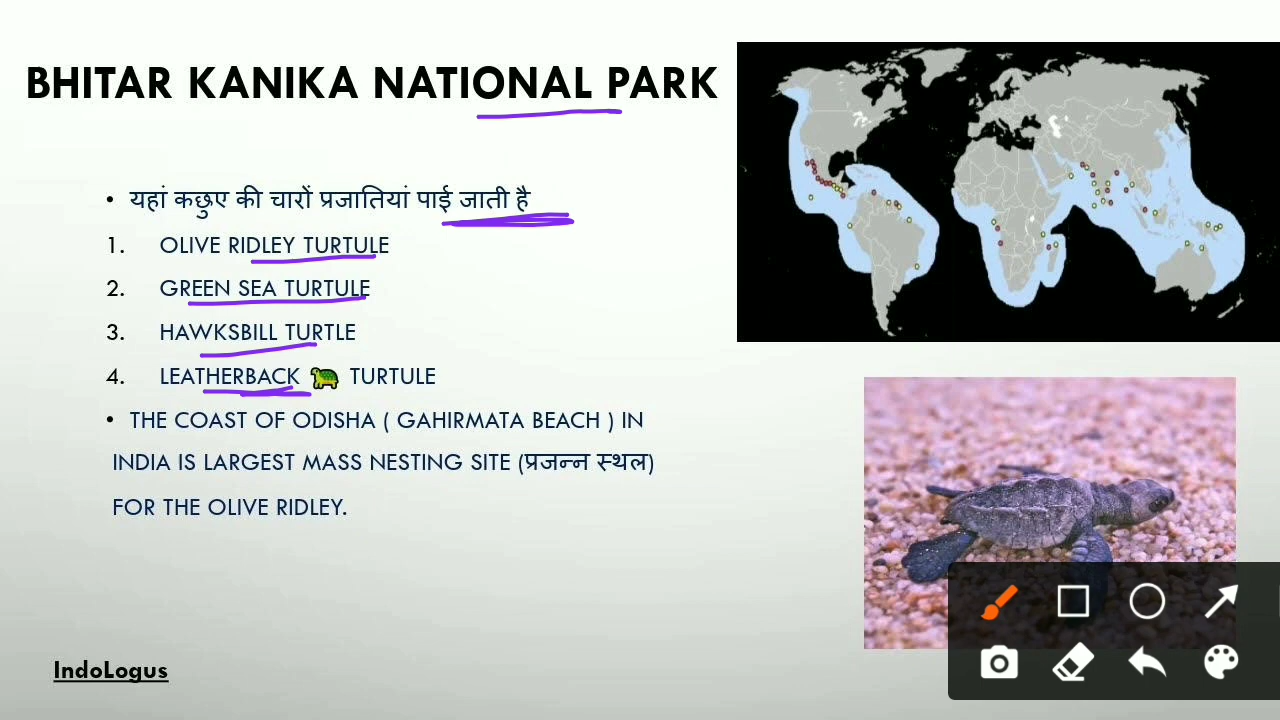 BHITAR KANIKA NATIONAL PARK
• यहां कछुए की चारों प्रजातियां पाई जाती है
1. OLIVE RIDLEY TURTULE
2. GREEN SEA TURTULE
3. HAWKSBILL TURTLE
4. LEATHERBACK 🐢 TURTULE
• THE COAST OF ODISHA ( GAHIRMATA BEACH ) IN
INDIA IS LARGEST MASS NESTING SITE (प्रजन्न स्थल)
FOR THE OLIVE RIDLEY.
IndoLogus